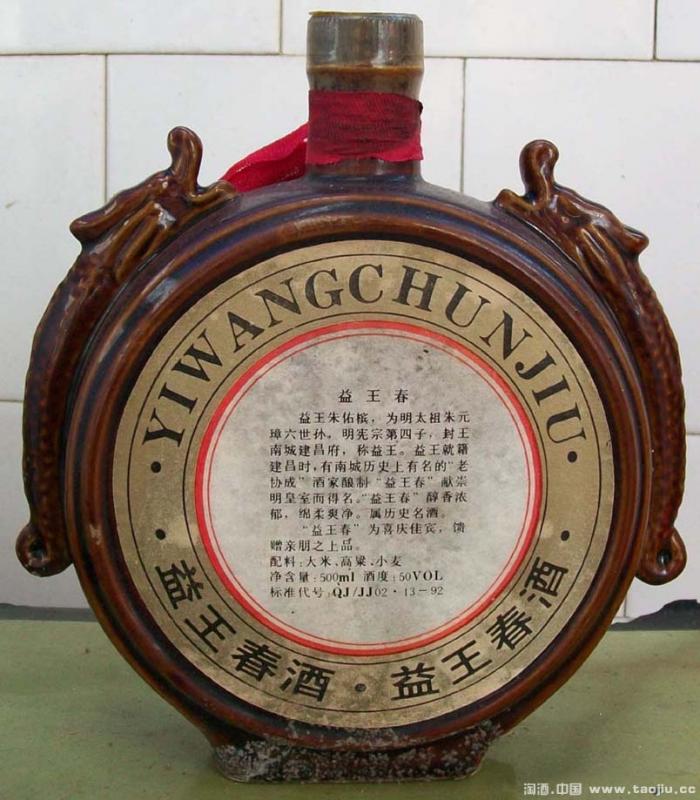 YIWANGCHUNJIU
益王春
益王朱佑槟，为明太祖朱元
璋六世孙，明宪宗第四子，封王
南城建昌府，称益王。益王就籍
建昌时，有南城历史上有名的“老
协成”酒家酿制“益王春”献崇
明皇室而得名。“益王春”醇香浓
郁，绵柔爽净。属历史名酒。
“益王春”为喜庆佳宾，馈
赠亲朋之上品。
配料：大米、高粱、小麦
净含量：500ml 酒度：50VOL
标准代号：QJ/JJ02·13-92
益王春酒·益王春酒
淘酒.中国 www.taojiu.cc